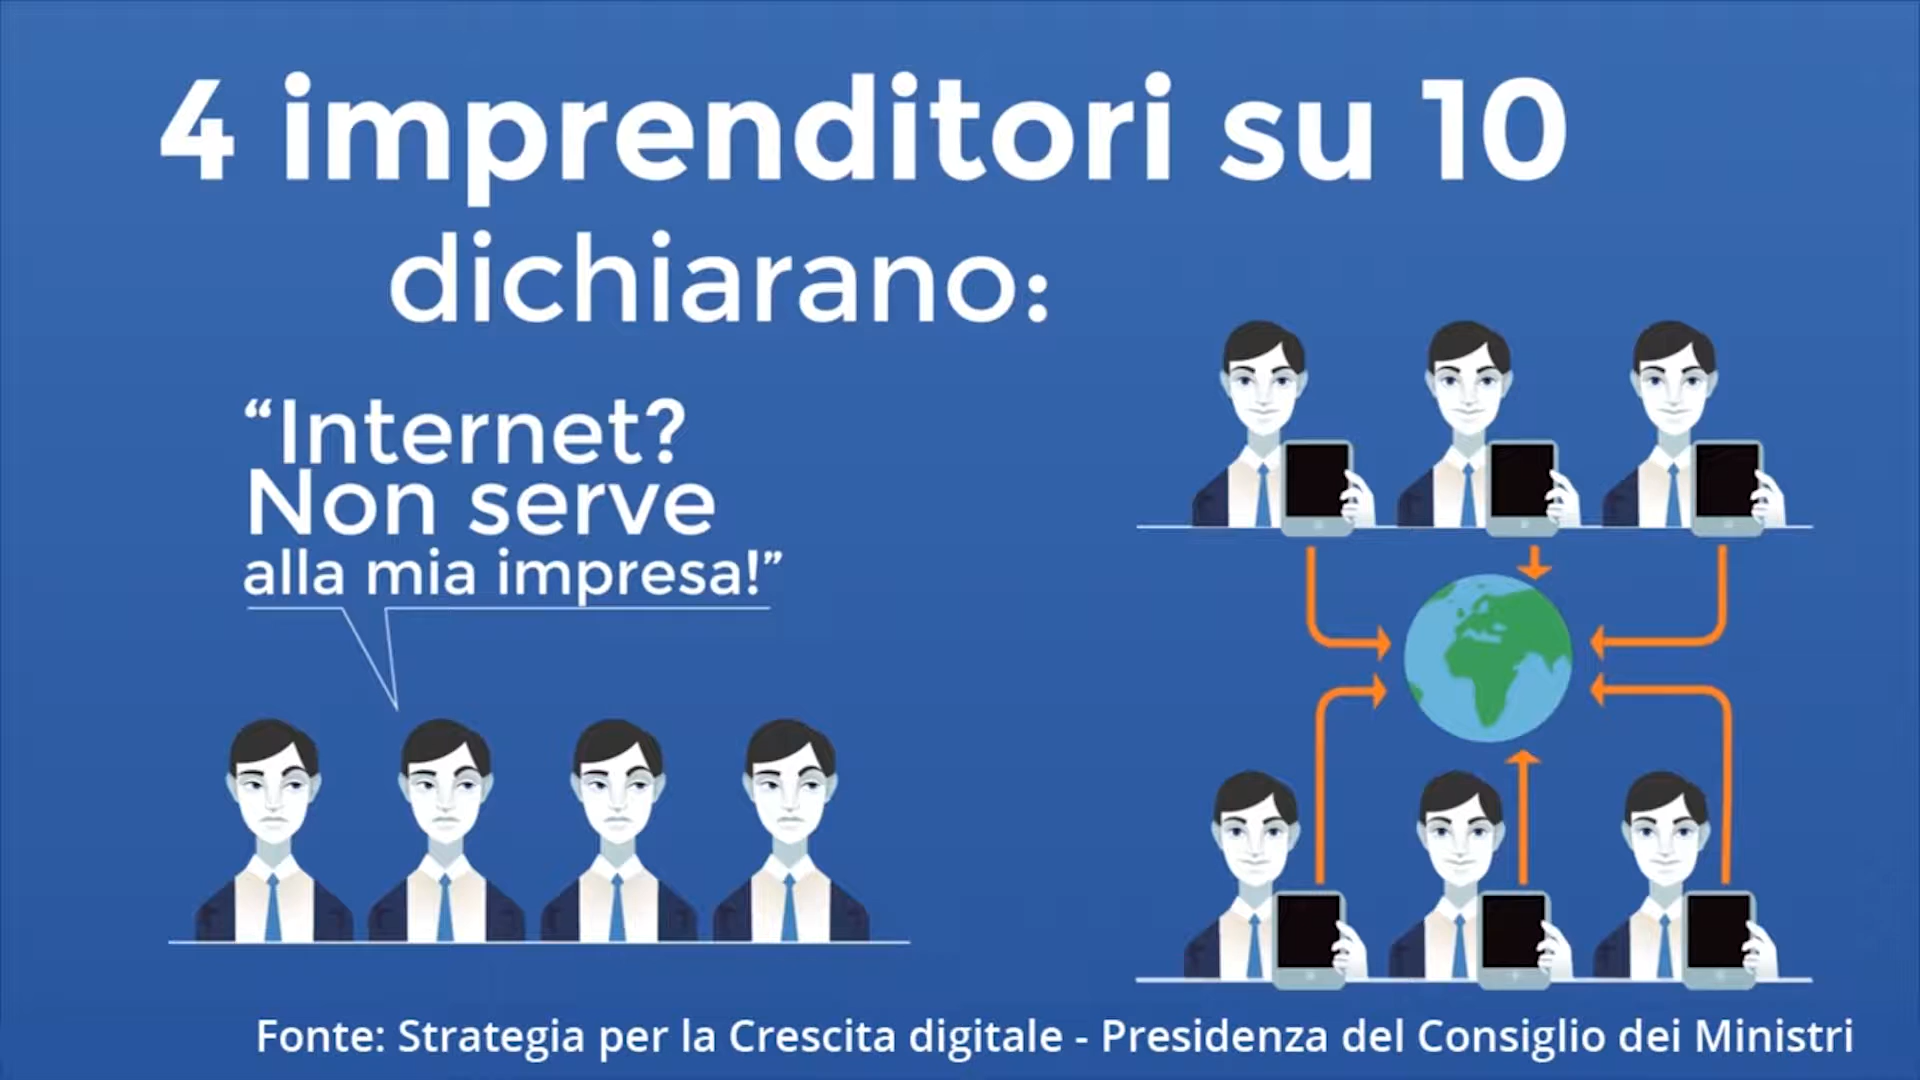 4 imprenditori su 10
dichiarano:
“Internet?
Non serve
alla mia impresa!”
Fonte: Strategia per la Crescita digitale - Presidenza del Consiglio dei Ministri